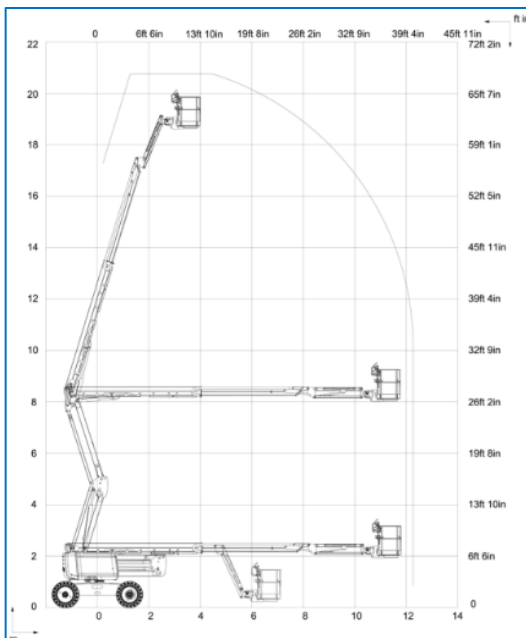 ft in
0 6ft 6in 13ft 10in 19ft 8in 26ft 2in 32ft 9in 39ft 4in 45ft 11in
22 72ft 2in
20 65ft 7in
18 59ft 1in
16 52ft 5in
14 45ft 11in
12 39ft 4in
10 32ft 9in
8 26ft 2in
6 19ft 8in
4 13ft 10in
2 6ft 6in
0 0
0 2 4 6 8 10 12 14